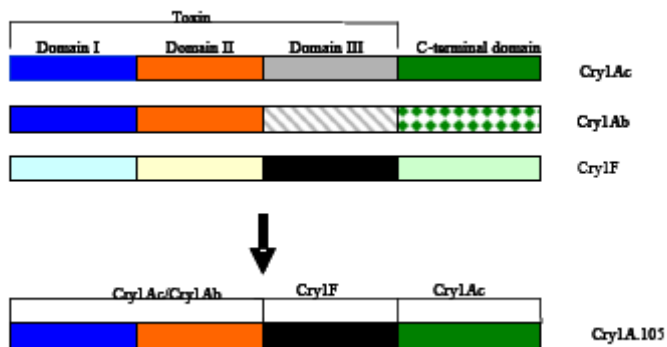 Toxin
Domain I Domain II Domain III C-terminal domain
Cry1Ac
Cry1Ab
Cry1F
Cry1Ac/Cry1Ab Cry1F Cry1Ac
Cry1A.105